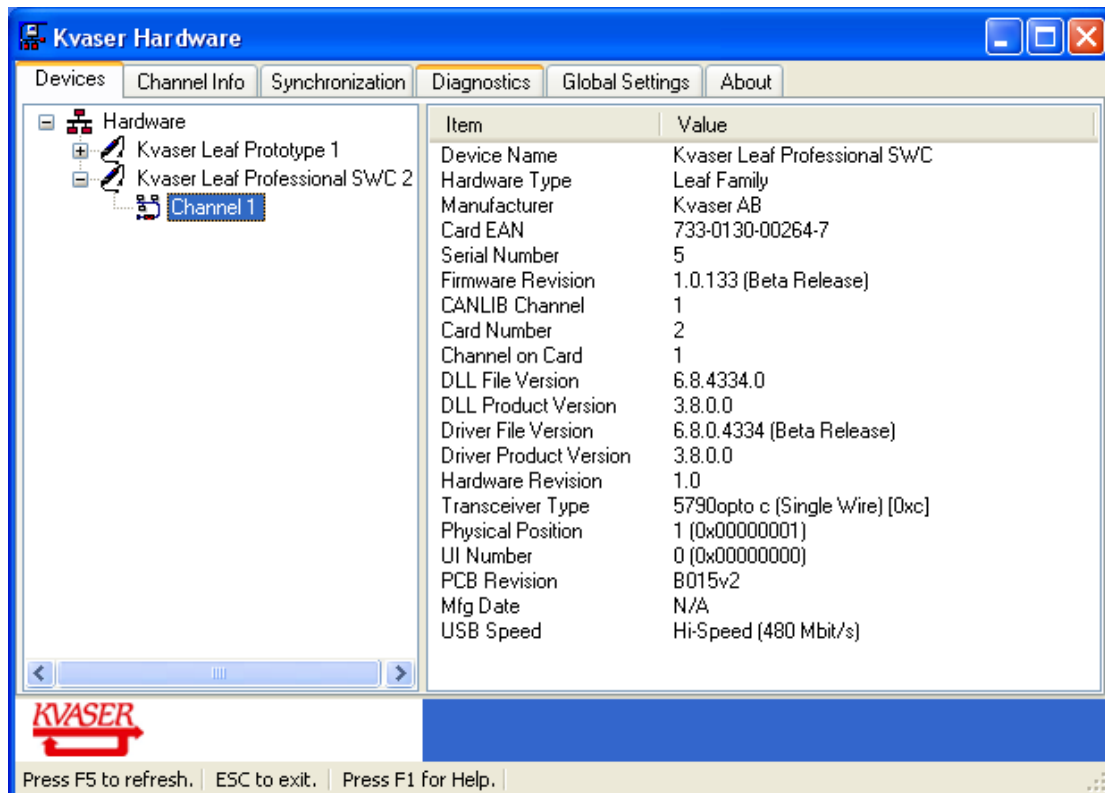 Kvaser Hardware
Devices Channel Info Synchronization Diagnostics Global Settings About
Hardware
Kvaser Leaf Prototype 1
Kvaser Leaf Professional SWC 2
Channel 1
Item Value
Device Name Kvaser Leaf Professional SWC
Hardware Type Leaf Family
Manufacturer Kvaser AB
Card EAN 733-0130-00264-7
Serial Number 5
Firmware Revision 1.0.133 (Beta Release)
CANLIB Channel 1
Card Number 2
Channel on Card 1
DLL File Version 6.8.4334.0
DLL Product Version 3.8.0.0
Driver File Version 6.8.0.4334 (Beta Release)
Driver Product Version 3.8.0.0
Hardware Revision 1.0
Transceiver Type 5790opto c (Single Wire) [0xc]
Physical Position 1 (0x00000001)
UI Number 0 (0x00000000)
PCB Revision B015v2
Mfg Date N/A
USB Speed Hi-Speed (480 Mbit/s)
KVASER
Press F5 to refresh. ESC to exit. Press F1 for Help.